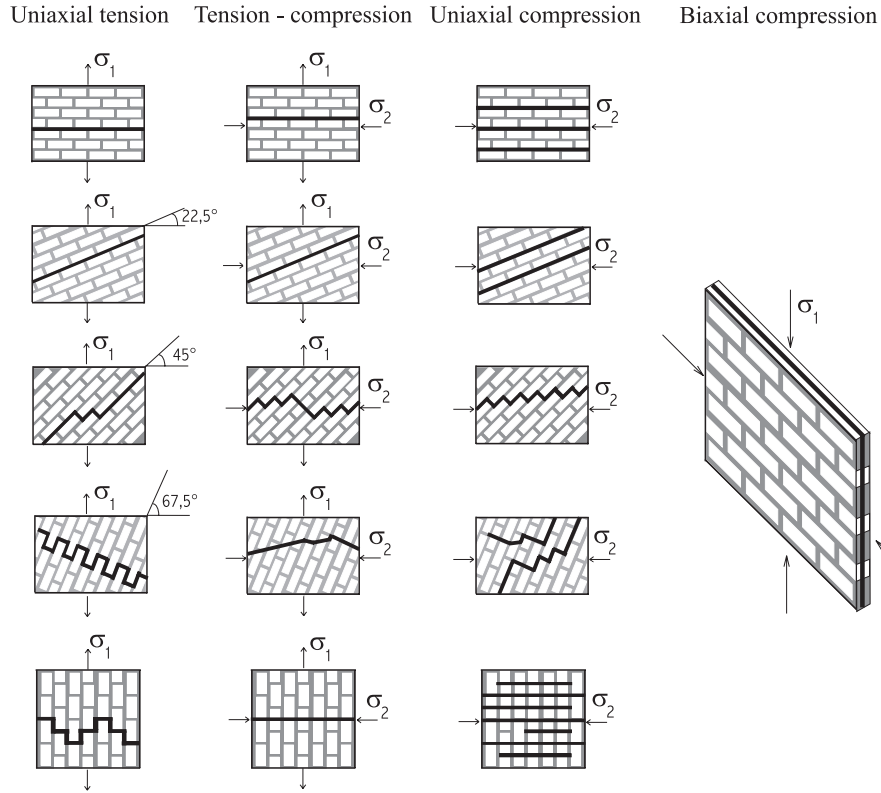 Uniaxial tension Tension - compression Uniaxial compression Biaxial compression
σ1 σ1
σ2 σ2
σ1 22,5° σ1
σ2 σ2
σ1
σ1 45° σ1
σ2 σ2
σ1 67,5° σ1
σ2 σ2
σ1 σ1
σ2 σ2